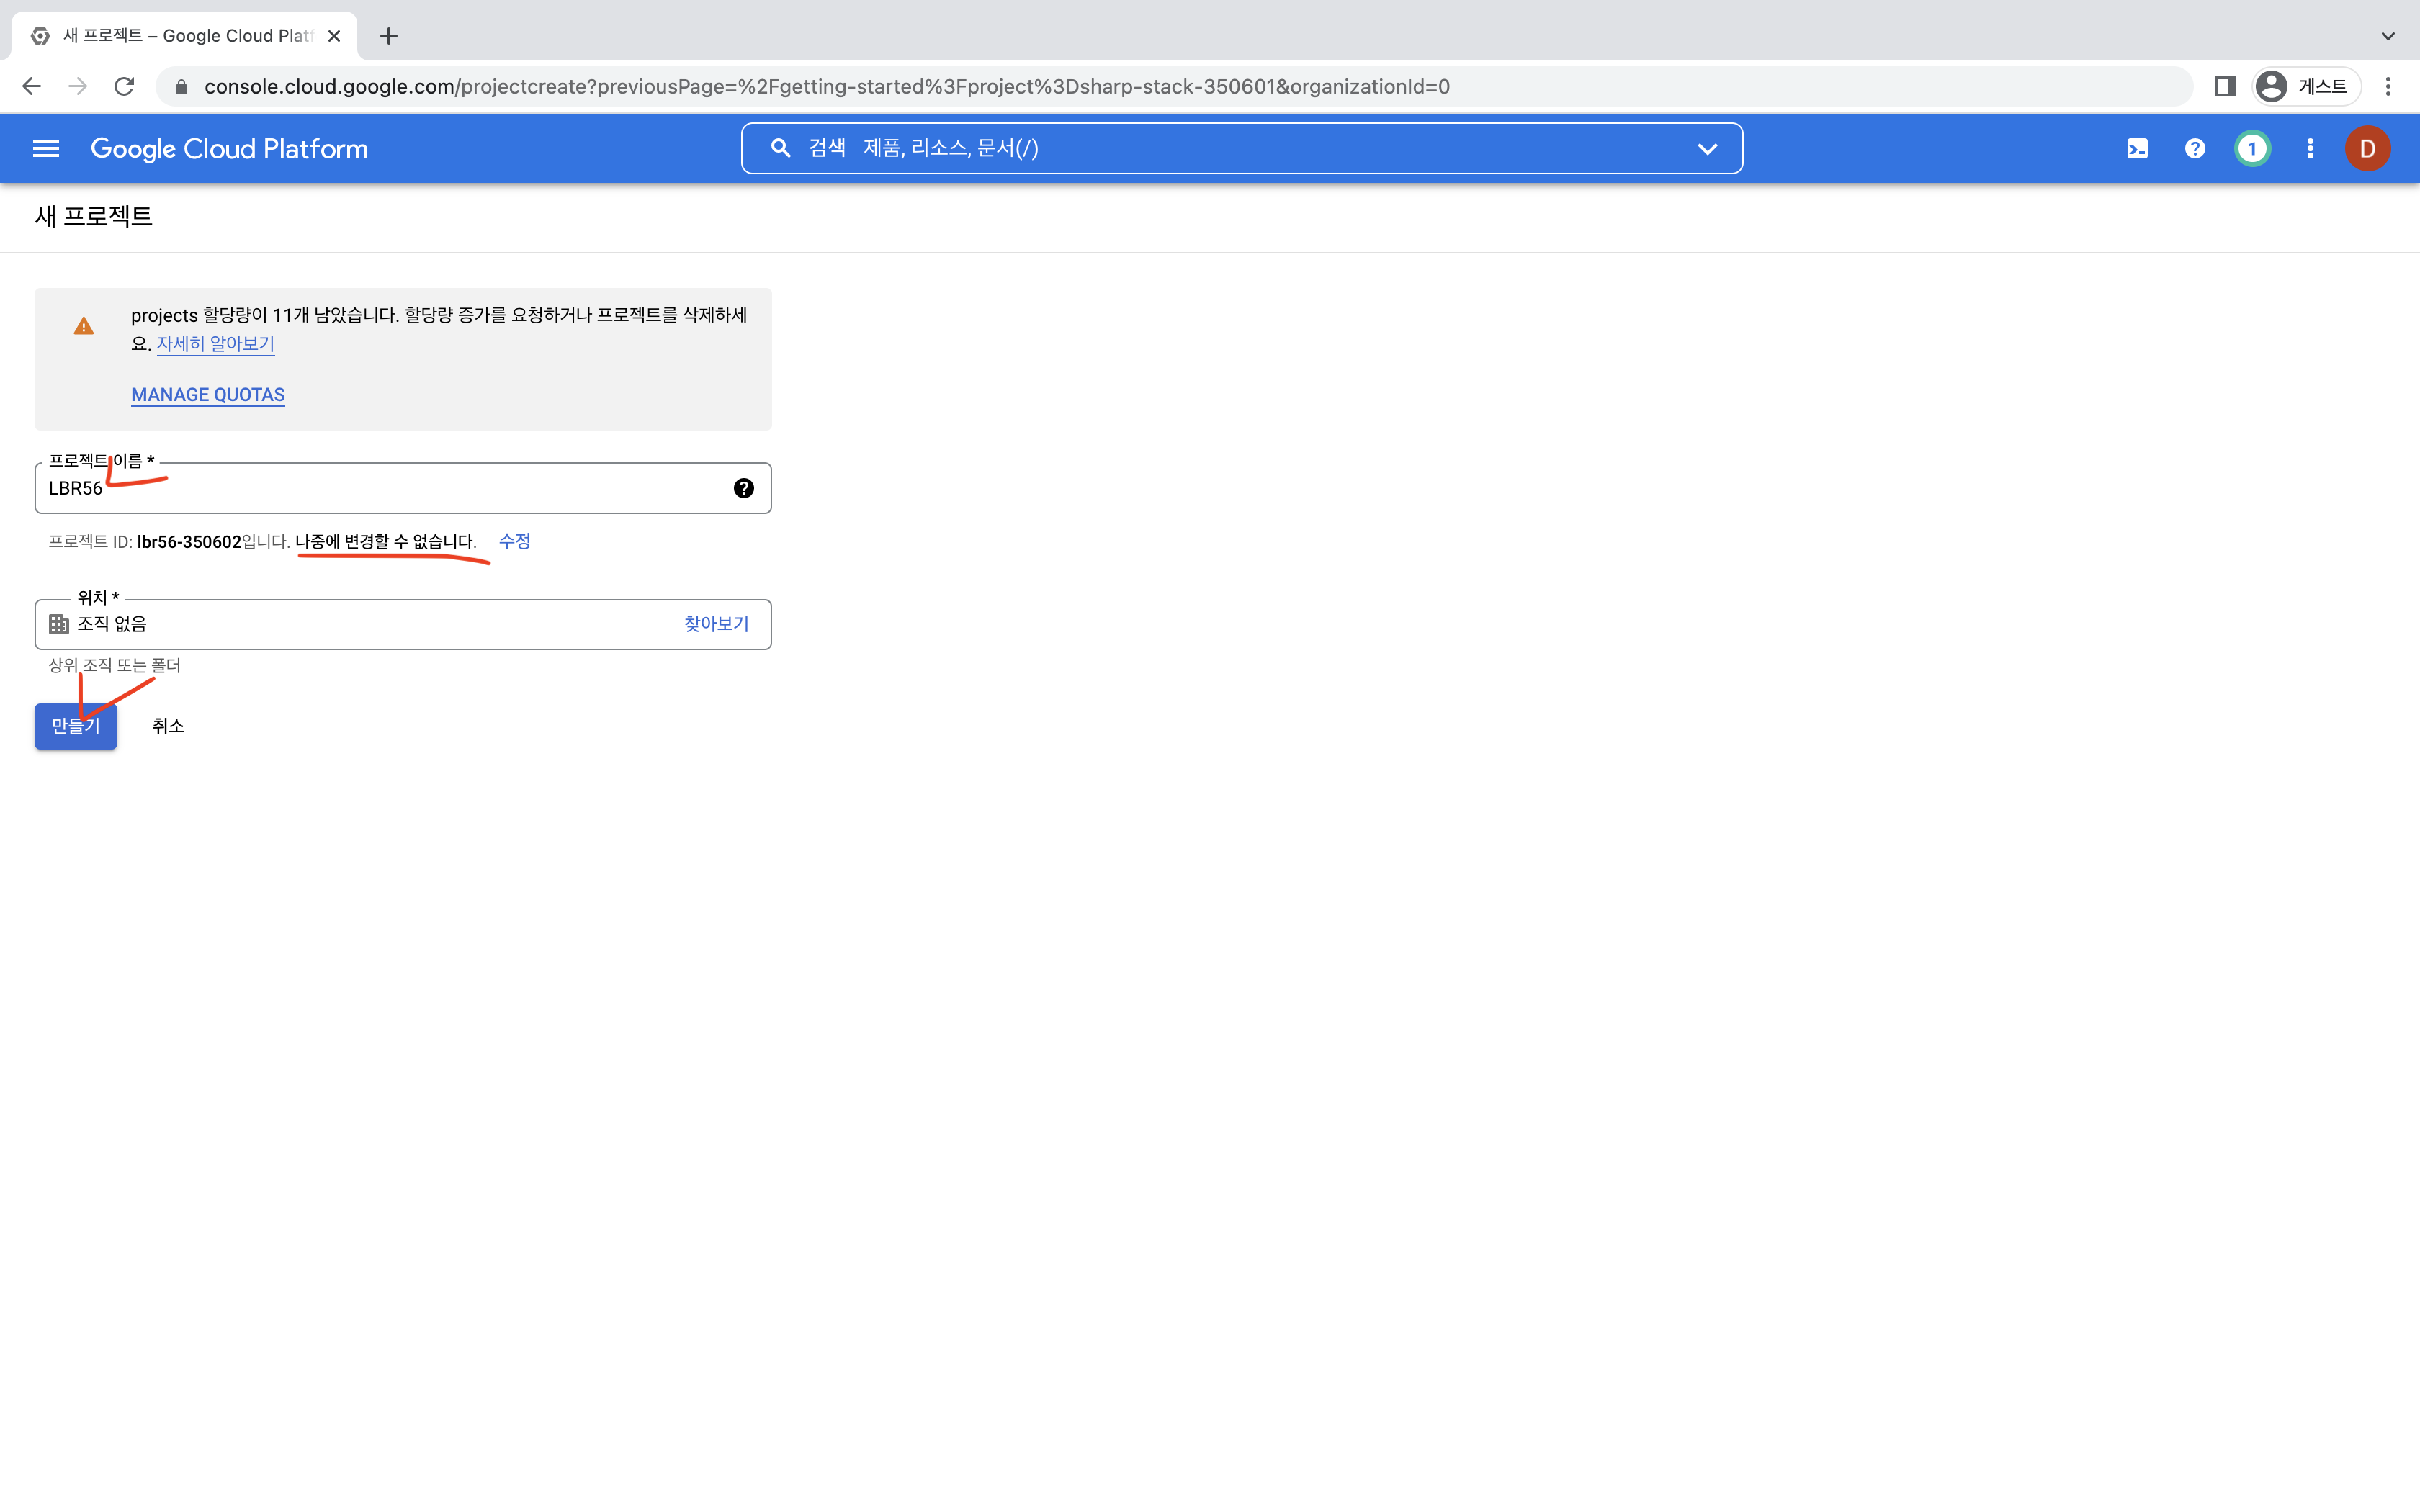 새 프로젝트 – Google Cloud Platf
console.cloud.google.com/projectcreate?previousPage=%2Fgetting-started%3Fproject%3Dsharp-stack-350601&organizationId=0
게스트
Google Cloud Platform
검색 제품, 리소스, 문서(/)
1
D
새 프로젝트
projects 할당량이 11개 남았습니다. 할당량 증가를 요청하거나 프로젝트를 삭제하세
요. 자세히 알아보기
MANAGE QUOTAS
프로젝트 이름 *
LBR56
프로젝트 ID: lbr56-350602입니다. 나중에 변경할 수 없습니다. 수정
위치 *
조직 없음
찾아보기
상위 조직 또는 폴더
만들기
취소